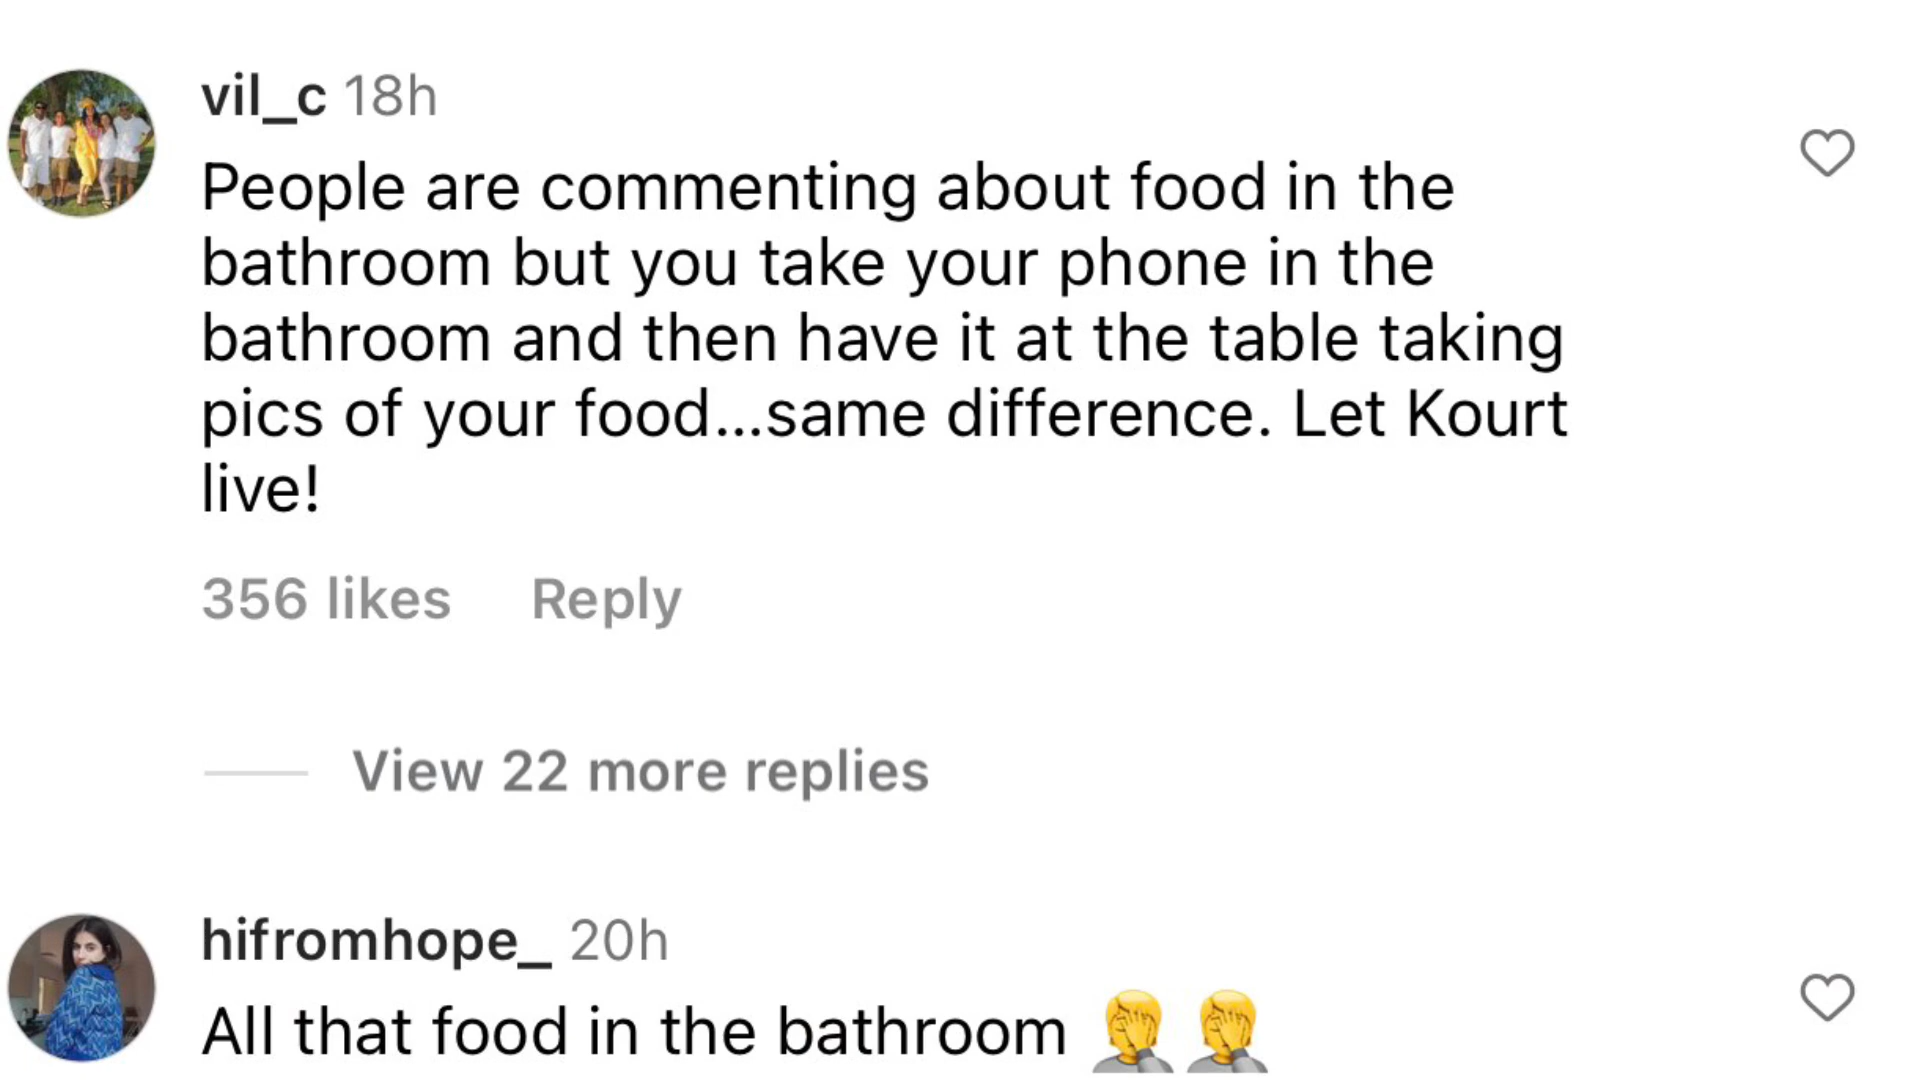 vil_c 18h
People are commenting about food in the
bathroom but you take your phone in the
bathroom and then have it at the table taking
pics of your food...same difference. Let Kourt
live!
356 likes Reply
View 22 more replies
hifromhope_ 20h
All that food in the bathroom 🤦🤦